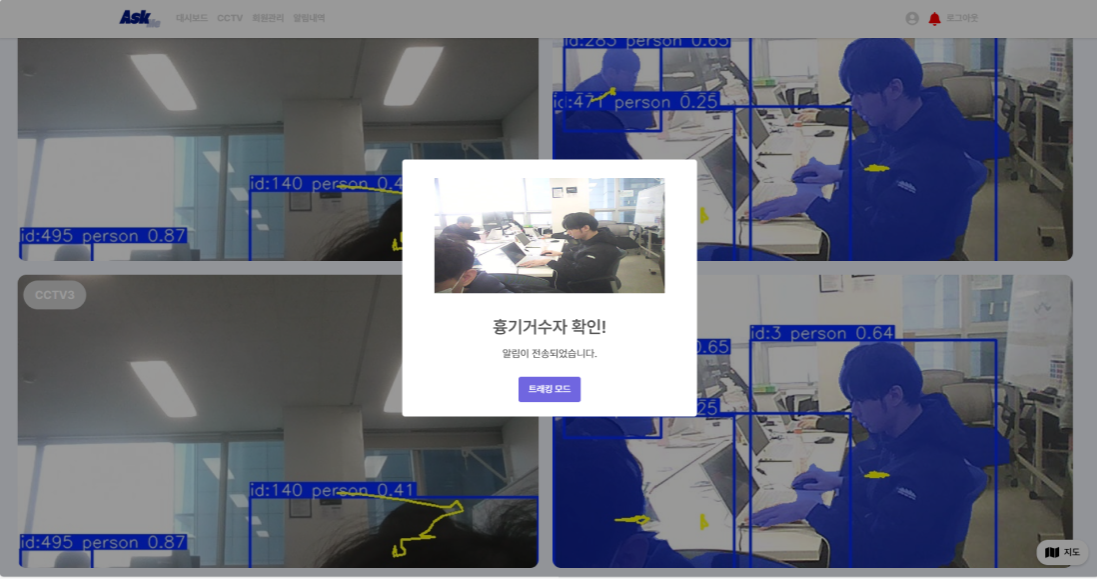 AskMe 대시보드 CCTV 회원관리 알림내역 로그아웃
id:283 person 0.65
id:471 person 0.25
id:140 person 0.4
id:495 person 0.87
흉기거수자 확인!
알림이 전송되었습니다.
트래킹 모드
CCTV3
id:140 person 0.41
id:495 person 0.87
0.65
id:3 person 0.64
25
지도